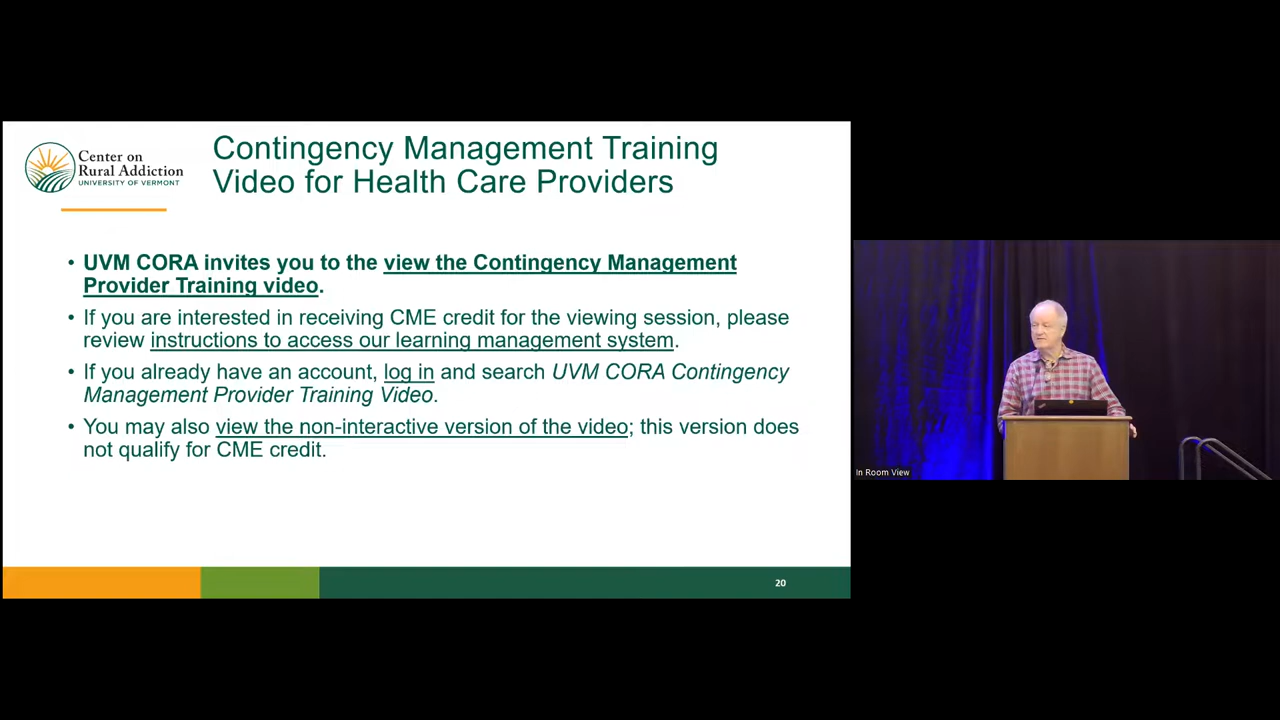 Center on
Rural Addiction
UNIVERSITY OF VERMONT
Contingency Management Training
Video for Health Care Providers
• UVM CORA invites you to the view the Contingency Management
Provider Training video.
• If you are interested in receiving CME credit for the viewing session, please
review instructions to access our learning management system.
• If you already have an account, log in and search UVM CORA Contingency
Management Provider Training Video.
• You may also view the non-interactive version of the video; this version does
not qualify for CME credit.
20
In Room View